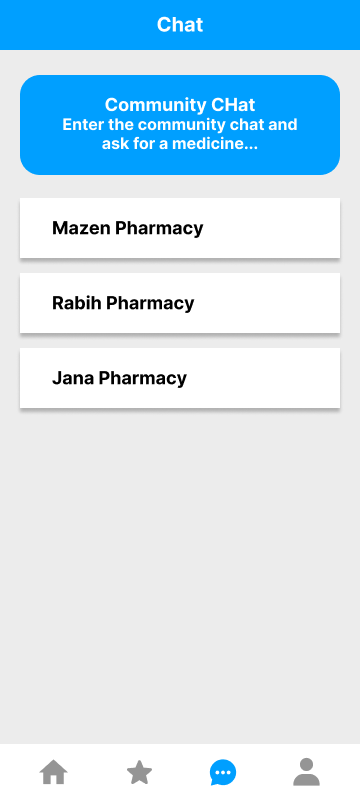 Chat
Community CHat
Enter the community chat and
ask for a medicine...
Mazen Pharmacy
Rabih Pharmacy
Jana Pharmacy